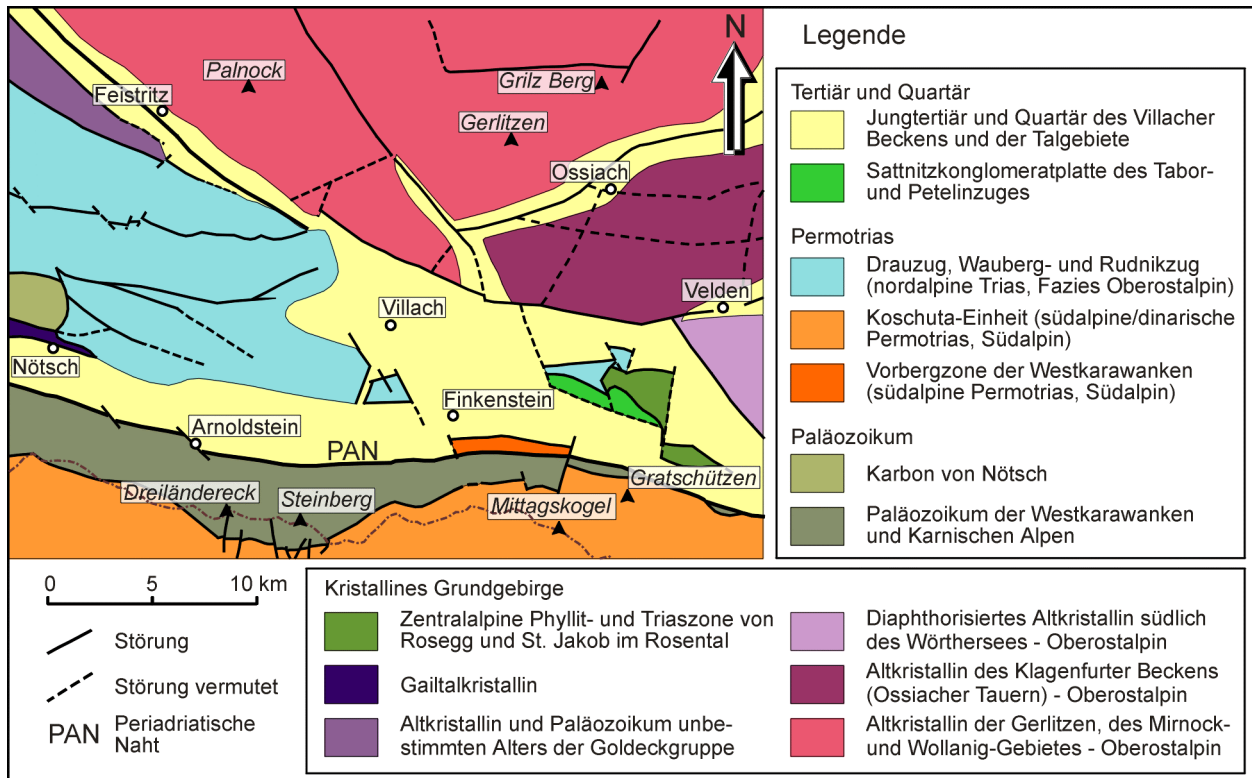 N
Palnock
Grilz Berg
Feistritz
Gerlitzen
Ossiach
Velden
Villach
Nötsch
Finkenstein
Arnoldstein
PAN
Dreiländereck
Steinberg
Gratschützen
Mittagskogel
Legende
Tertiär und Quartär
Jungtertiär und Quartär des Villacher
Beckens und der Talgebiete
Sattnitzkonglomeratplatte des Tabor-
und Petelinzuges
Permotrias
Drauzug, Wauberg- und Rudnikzug
(nordalpine Trias, Fazies Oberostalpin)
Koschuta-Einheit (südalpine/dinarische
Permotrias, Südalpin)
Vorbergzone der Westkarawanken
(südalpine Permotrias, Südalpin)
Paläozoikum
Karbon von Nötsch
Paläozoikum der Westkarawanken
und Karnischen Alpen
0 5 10 km
Störung
Störung vermutet
PAN Periadriatische
Naht
Kristallines Grundgebirge
Zentralalpine Phyllit- und Triaszone von
Rosegg und St. Jakob im Rosental
Gailtalkristallin
Altkristallin und Paläozoikum unbe-
stimmten Alters der Goldeckgruppe
Diaphthorisiertes Altkristallin südlich
des Wörthersees - Oberostalpin
Altkristallin des Klagenfurter Beckens
(Ossiacher Tauern) - Oberostalpin
Altkristallin der Gerlitzen, des Mirnock-
und Wollanig-Gebietes - Oberostalpin